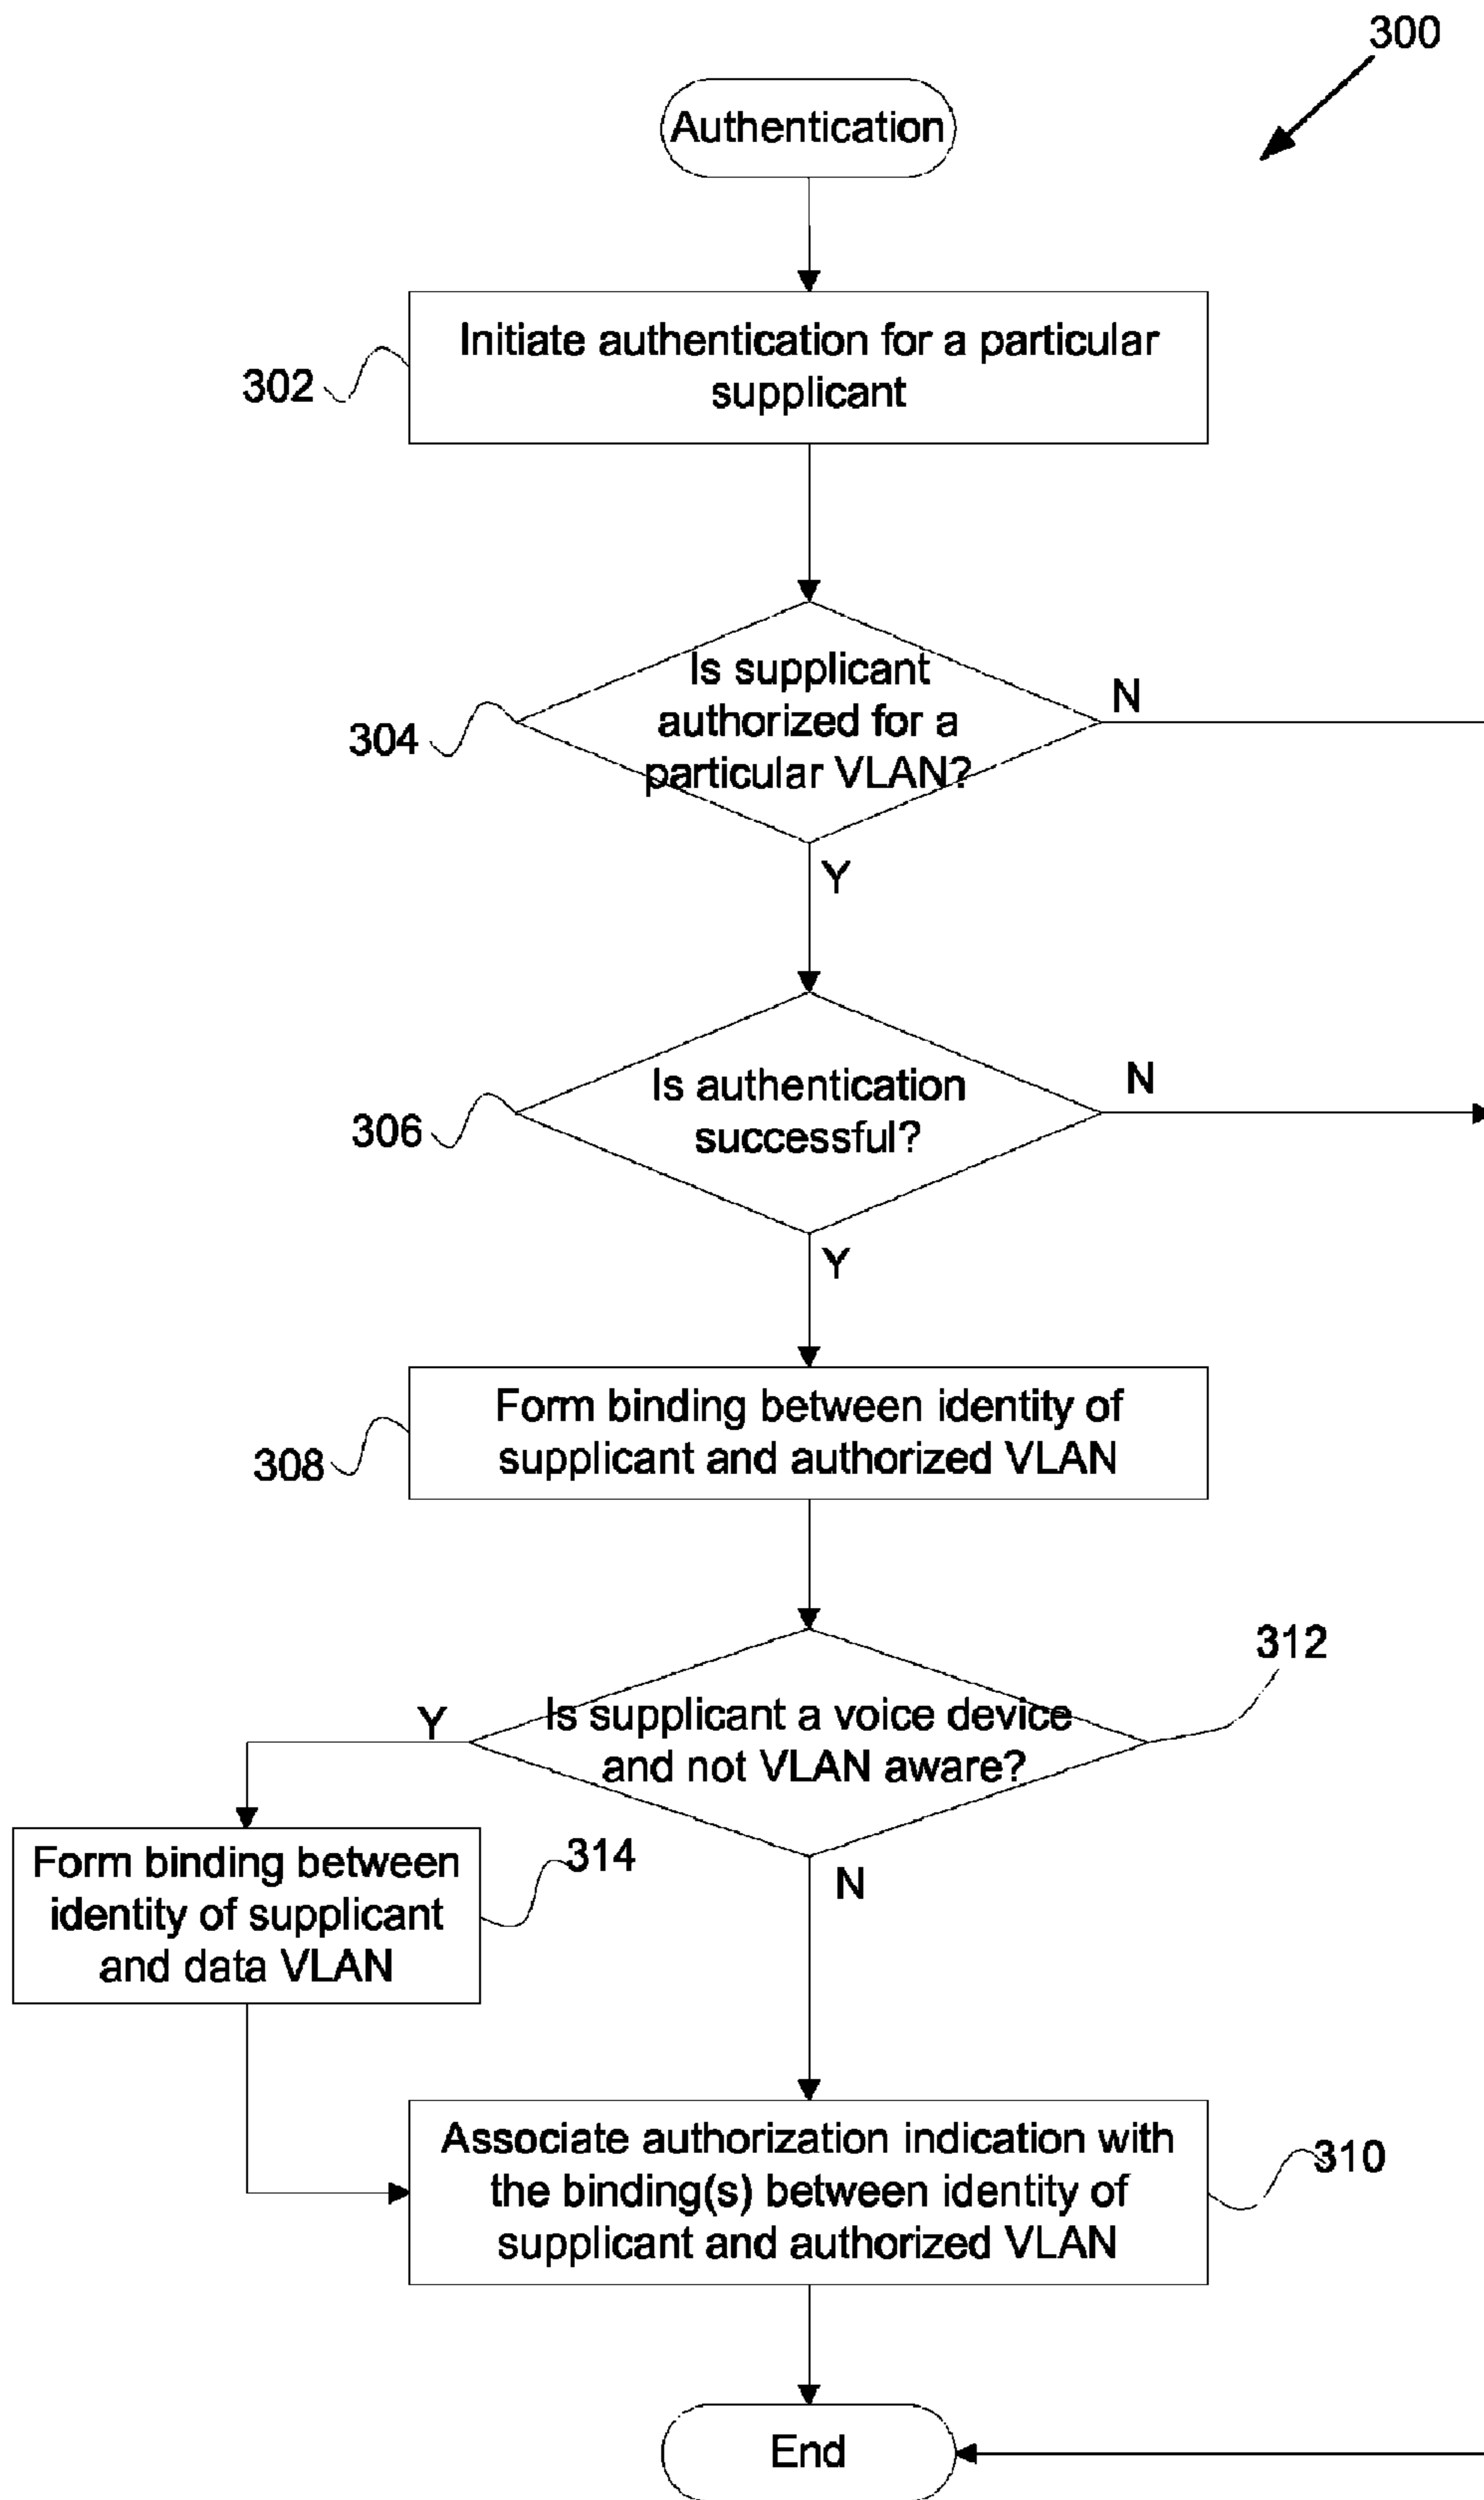 300
Authentication
Initiate authentication for a particular
supplicant
302
Is supplicant
authorized for a
particular VLAN?
N
304
Y
Is authentication
successful?
N
306
Y
Form binding between identity of
supplicant and authorized VLAN
308
312
Is supplicant a voice device
and not VLAN aware?
Y
N
Form binding between
identity of supplicant
and data VLAN
314
Associate authorization indication with
the binding(s) between identity of
supplicant and authorized VLAN
310
End